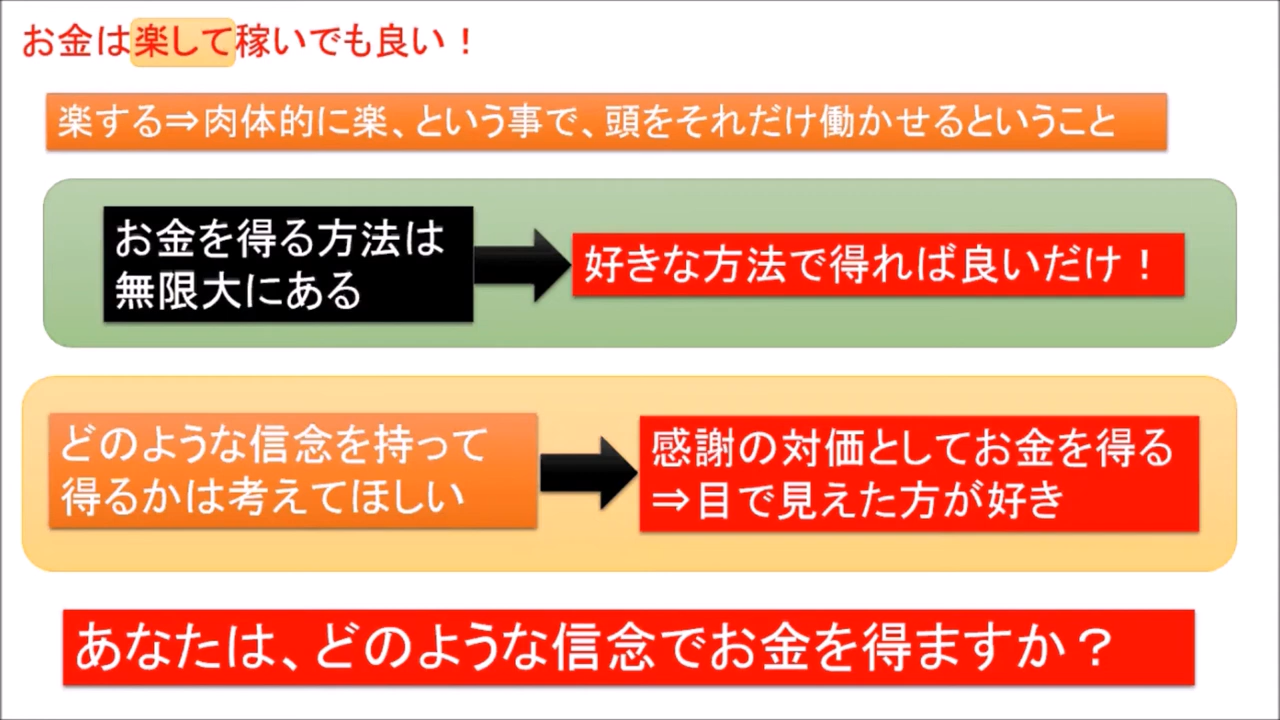 お金は楽して稼いでも良い！
楽する⇒肉体的に楽、という事で、頭をそれだけ働かせるということ
お金を得る方法は
無限大にある
好きな方法で得れば良いだけ！
どのような信念を持って
得るかは考えてほしい
感謝の対価としてお金を得る
⇒目で見えた方が好き
あなたは、どのような信念でお金を得ますか？